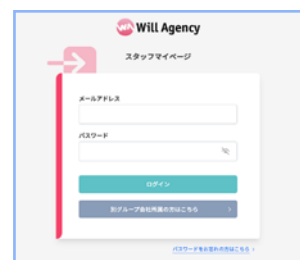 WA Will Agency
スタッフマイページ
メールアドレス
パスワード
ログイン
別グループ会社所属の方はこちら
パスワードをお忘れの方はこちら